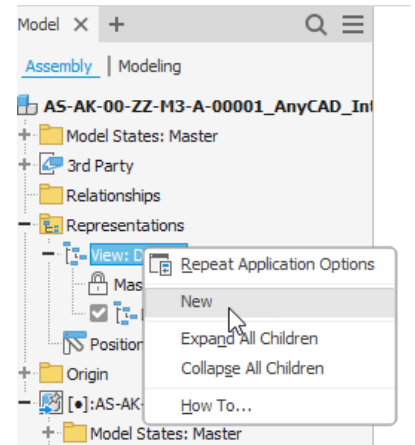 Model
Assembly | Modeling
AS-AK-00-ZZ-M3-A-00001_AnyCAD_Int
Model States: Master
3rd Party
Relationships
Representations
View: D
Repeat Application Options
Mas
New
Position
Expand All Children
Origin
Collapse All Children
[•]:AS-AK-
How To...
Model States: Master